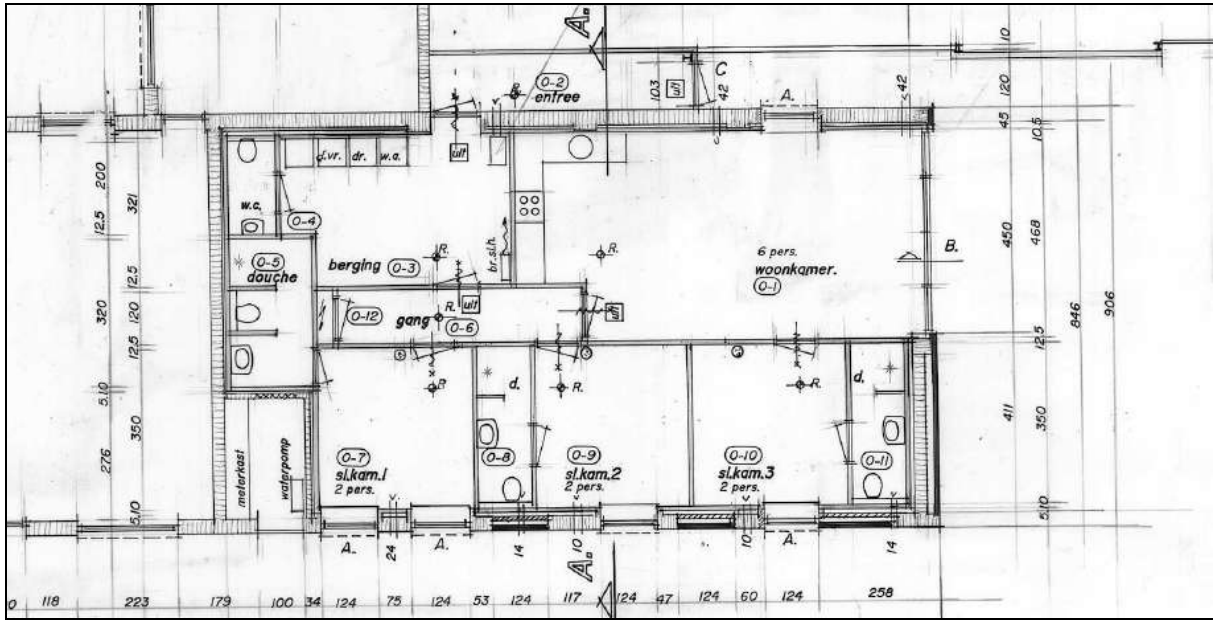 A.
10
0-2
entree
103
uit
C
42
A.
42
120
45
10,5
d.vr.
dr.
w.a.
uit
w.c.
0-4
200
321
12,5
0-5
douche
berging
0-3
R.
br.sl.h.
R.
6 pers.
woonkamer.
0-1
B.
450
468
846
906
12,5
320
120
12,5
0-12
gang
0-6
R.
uit
uit
12,5
R.
d.
R.
R.
d.
5,10
350
276
411
350
0-7
sl.kam.1
2 pers.
0-8
0-9
sl.kam.2
2 pers.
0-10
sl.kam.3
2 pers.
0-11
meterkast
waterpomp
5,10
5,10
A.
24
A.
14
10
A.
10
A.
14
0 118 223 179 100 34 124 75 124 53 124 117 124 47 124 60 124 258